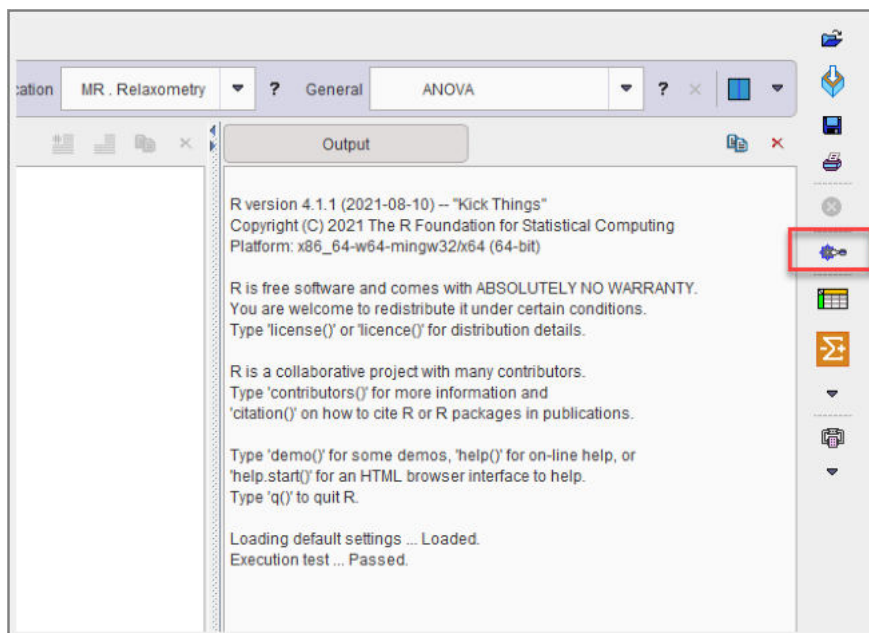 cation MR . Relaxometry ? General ANOVA ?
Output
R version 4.1.1 (2021-08-10) -- "Kick Things"
Copyright (C) 2021 The R Foundation for Statistical Computing
Platform: x86_64-w64-mingw32/x64 (64-bit)
R is free software and comes with ABSOLUTELY NO WARRANTY.
You are welcome to redistribute it under certain conditions.
Type 'license()' or 'licence()' for distribution details.
R is a collaborative project with many contributors.
Type 'contributors()' for more information and
'citation()' on how to cite R or R packages in publications.
Type 'demo()' for some demos, 'help()' for on-line help, or
'help.start()' for an HTML browser interface to help.
Type 'q()' to quit R.
Loading default settings ... Loaded.
Execution test ... Passed.